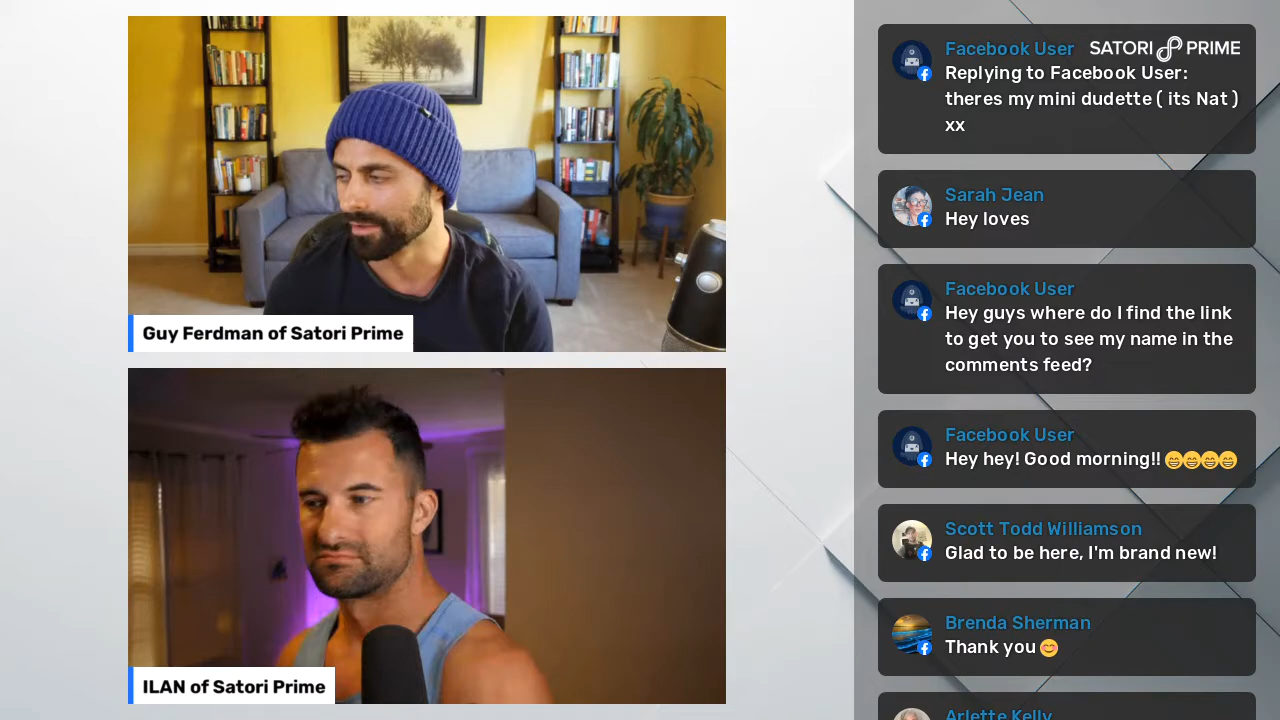 Guy Ferdman of Satori Prime
ILAN of Satori Prime
Facebook User
SATORI PRIME
Replying to Facebook User:
theres my mini dudette ( its Nat )
xx
Sarah Jean
Hey loves
Facebook User
Hey guys where do I find the link
to get you to see my name in the
comments feed?
Facebook User
Hey hey! Good morning!! 😄😄😄😄
Scott Todd Williamson
Glad to be here, I'm brand new!
Brenda Sherman
Thank you 😊
Arlette Kelly